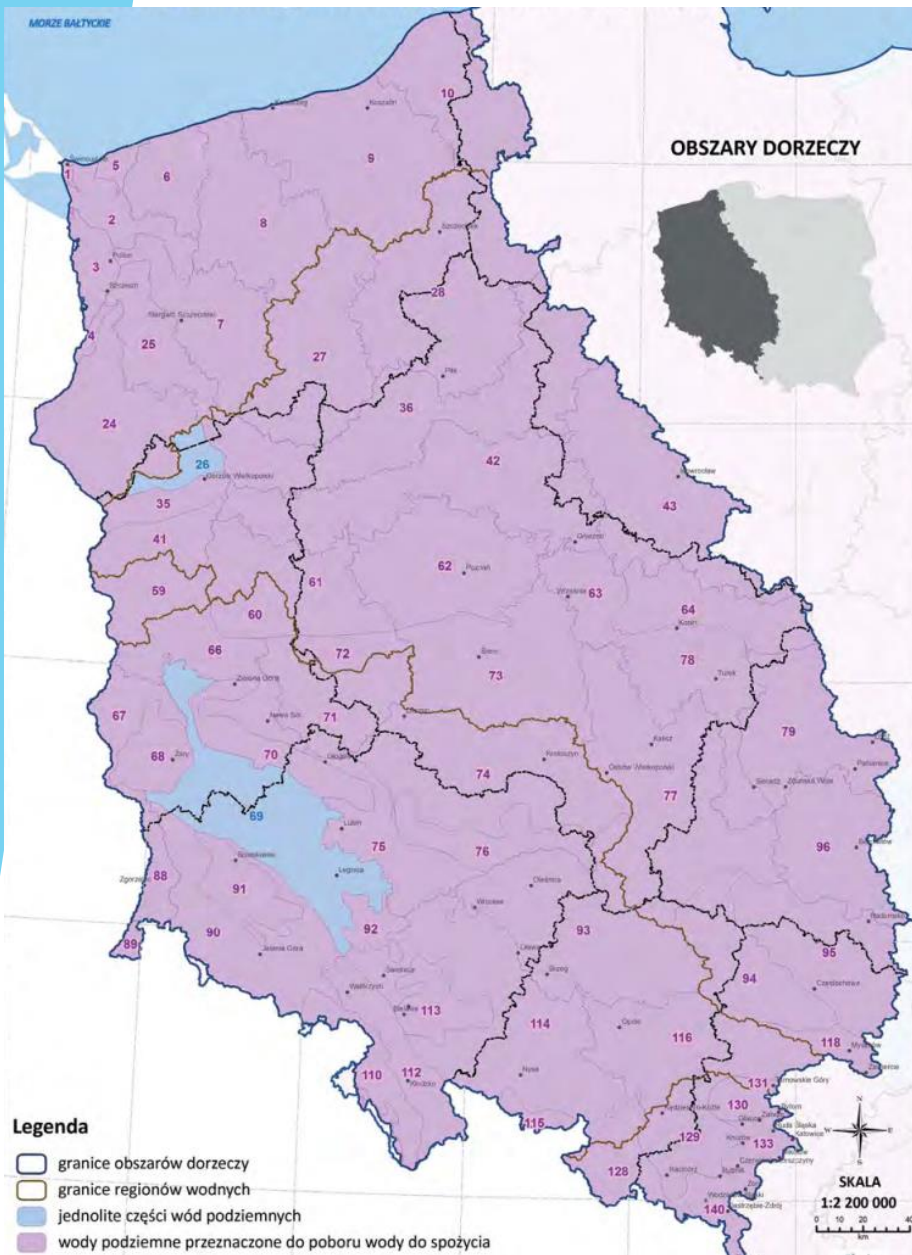 MORZE BAŁTYCKIE
OBSZARY DORZECZY
10
Koszalin
9
5
1
6
2
8
3
Police
Szczecin
Szczecinek
28
Stargard Szczeciński
7
4
25
27
Piła
36
24
26
Gorzów Wielkopolski
42
35
43
41
Gniezno
62
Poznań
61
59
Września
63
60
64
Konin
66
72
Śrem
73
78
Turek
Zielona Góra
67
Nowa Sól
71
79
68
Żary
70
Kalisz
Krotoszyn
74
Ostrów Wielkopolski
77
Sieradz
Zduńska Wola
Pabianice
69
Lubin
75
76
96
Bolesławiec
88
91
Legnica
Oleśnica
Wrocław
Radomsko
90
92
93
89
Jelenia Góra
Oława
Brzeg
95
94
Częstochowa
Świdnica
Wałbrzych
Bielawa
113
114
Opole
116
118
Myszków
Zawiercie
110
112
Kłodzko
Nysa
131
Tarnowskie Góry
130
Bytom
115
Ruda Śląska
Katowice
129
133
128
Racibórz
Rybnik
140
Jastrzębie-Zdrój
N
W
E
S
Legenda
granice obszarów dorzeczy
granice regionów wodnych
jednolite części wód podziemnych
wody podziemne przeznaczone do poboru wody do spożycia
SKALA
1:2 200 000
0 10 20 40
km